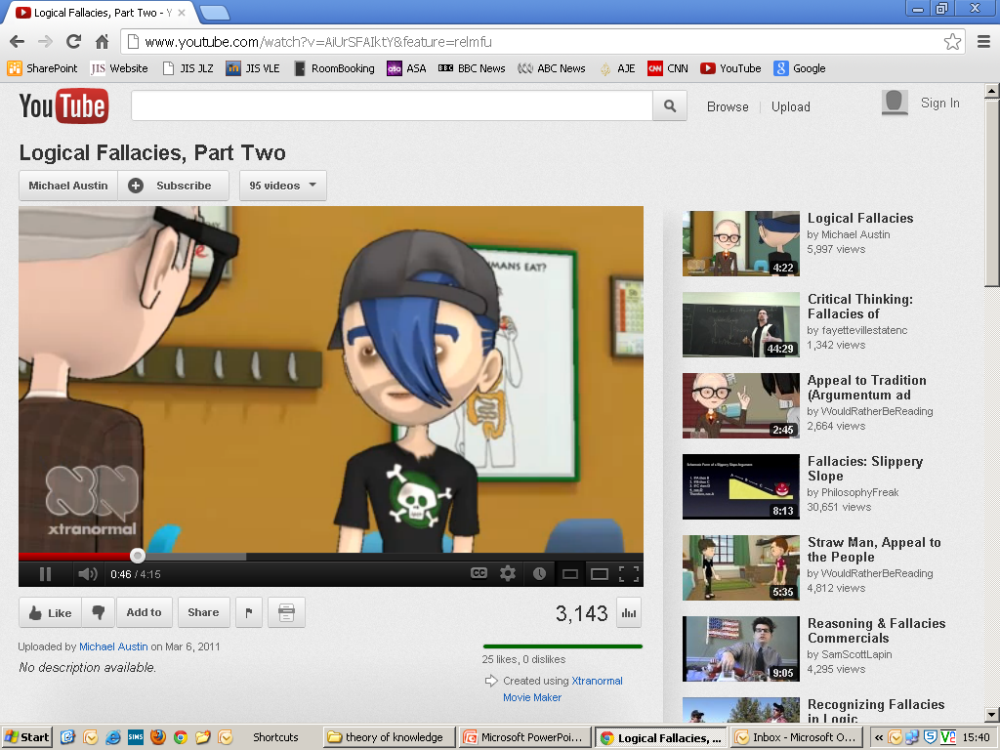 Logical Fallacies, Part Two - Y
www.youtube.com/watch?v=AiUrSFAIktY&feature=relmfu
SharePoint JIS Website JIS JLZ JIS VLE RoomBooking ASA BBC News ABC News AJE CNN YouTube Google
YouTube Browse Upload Sign In
Logical Fallacies, Part Two
Michael Austin Subscribe 95 videos
MANS EAT?
xtranormal
0:46 / 4:15 CC
Like Add to Share 3,143
Uploaded by Michael Austin on Mar 6, 2011
No description available.
25 likes, 0 dislikes
Created using Xtranormal
Movie Maker
4:22
Logical Fallacies
by Michael Austin
5,997 views
44:29
Critical Thinking:
Fallacies of
by fayettevillestatenc
1,342 views
2:45
Appeal to Tradition
(Argumentum ad
by WouldRatherBeReading
2,664 views
8:13
Fallacies: Slippery
Slope
by PhilosophyFreak
30,651 views
5:35
Straw Man, Appeal to
the People
by WouldRatherBeReading
4,812 views
9:05
Reasoning & Fallacies
Commercials
by SamScottLapin
4,295 views
Recognizing Fallacies
in Logic
Start SIMS Shortcuts theory of knowledge Microsoft PowerPoi... Logical Fallacies, ... Inbox - Microsoft O... « 15:40